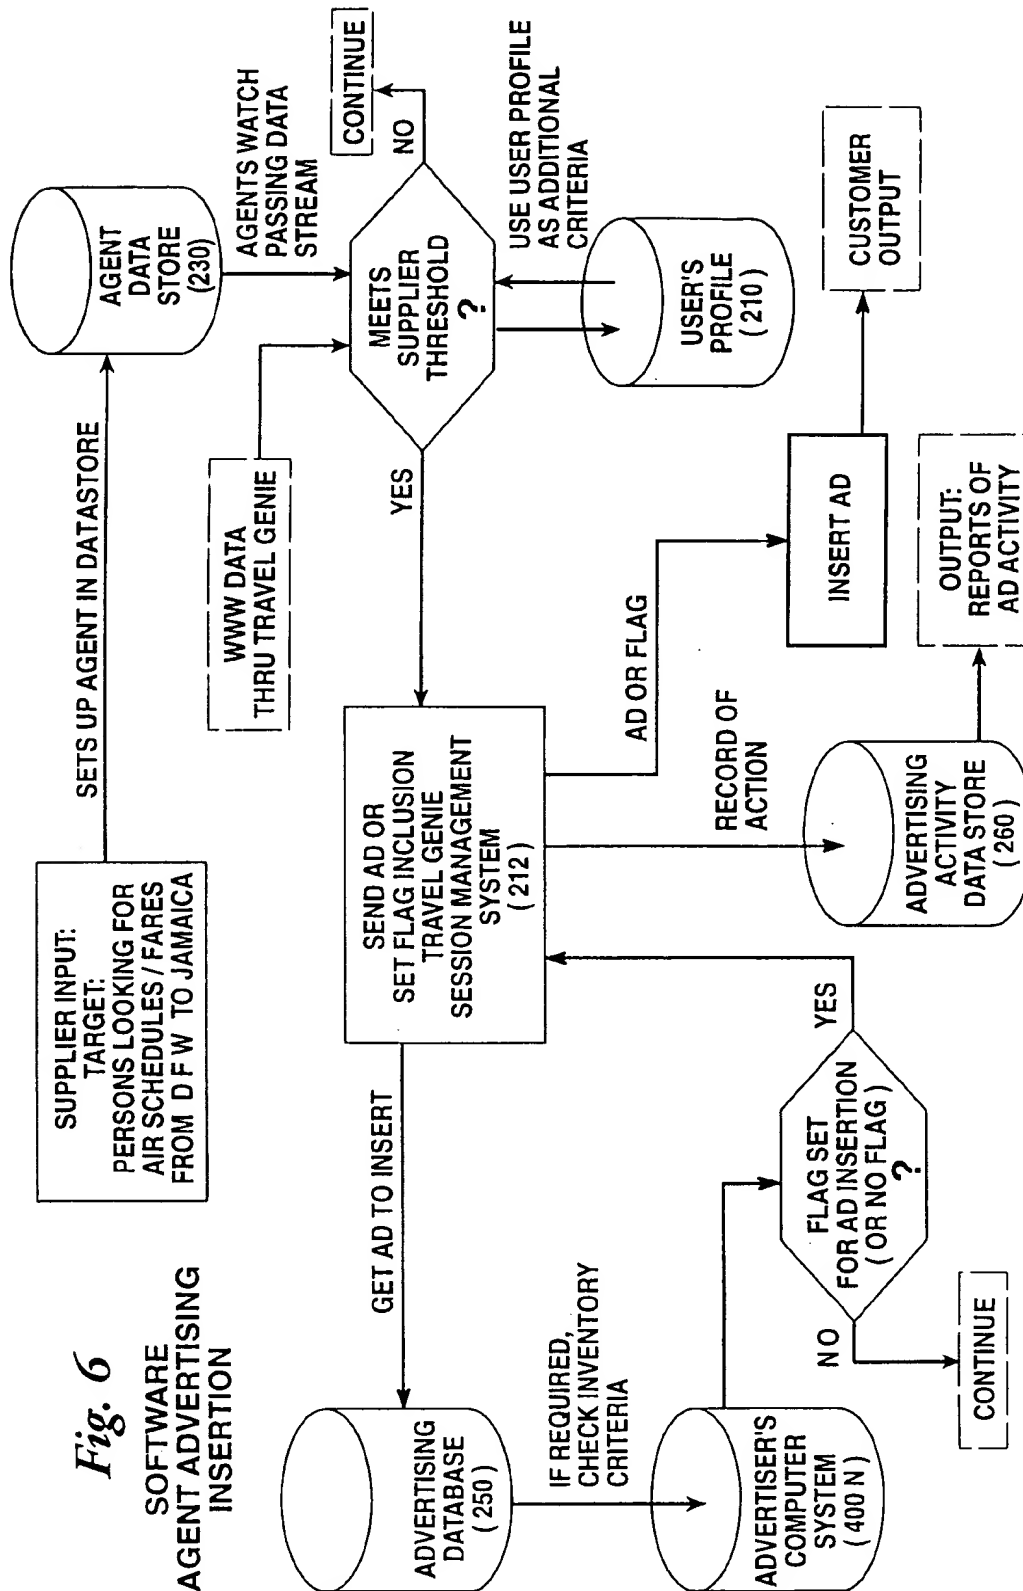 Fig. 6
SOFTWARE
AGENT ADVERTISING
INSERTION
SUPPLIER INPUT:
TARGET:
PERSONS LOOKING FOR
AIR SCHEDULES / FARES
FROM D F W TO JAMAICA
SETS UP AGENT IN DATASTORE
AGENT
DATA
STORE
(230)
AGENTS WATCH
PASSING DATA
STREAM
WWW DATA
THRU TRAVEL GENIE
MEETS
SUPPLIER
THRESHOLD
?
NO
CONTINUE
USE USER PROFILE
AS ADDITIONAL
CRITERIA
USER'S
PROFILE
( 210 )
YES
SEND AD OR
SET FLAG INCLUSION
TRAVEL GENIE
SESSION MANAGEMENT
SYSTEM
( 212 )
GET AD TO INSERT
ADVERTISING
DATABASE
( 250 )
IF REQUIRED,
CHECK INVENTORY
CRITERIA
ADVERTISER'S
COMPUTER
SYSTEM
( 400 N )
FLAG SET
FOR AD INSERTION
( OR NO FLAG )
?
NO
CONTINUE
YES
RECORD OF
ACTION
ADVERTISING
ACTIVITY
DATA STORE
( 260 )
OUTPUT:
REPORTS OF
AD ACTIVITY
AD OR FLAG
INSERT AD
CUSTOMER
OUTPUT